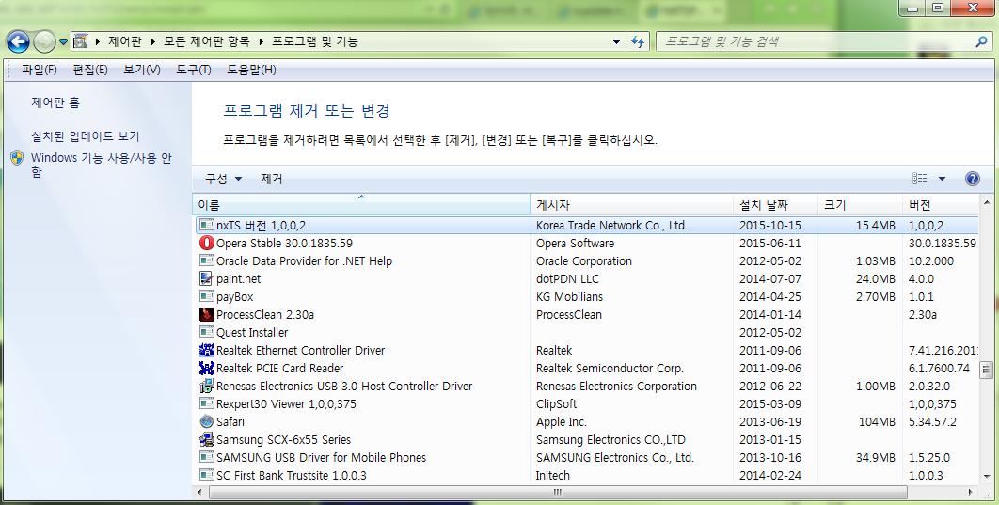 제어판 ▸ 모든 제어판 항목 ▸ 프로그램 및 기능
프로그램 및 기능 검색
파일(F) 편집(E) 보기(V) 도구(T) 도움말(H)
제어판 홈
설치된 업데이트 보기
Windows 기능 사용/사용 안
함
프로그램 제거 또는 변경
프로그램을 제거하려면 목록에서 선택한 후 [제거], [변경] 또는 [복구]를 클릭하십시오.
구성 제거
이름 게시자 설치 날짜 크기 버전
nxTS 버전 1,0,0,2 Korea Trade Network Co., Ltd. 2015-10-15 15.4MB 1,0,0,2
Opera Stable 30.0.1835.59 Opera Software 2015-06-11 30.0.1835.59
Oracle Data Provider for .NET Help Oracle Corporation 2012-05-02 1.03MB 10.2.000
paint.net dotPDN LLC 2014-07-07 24.0MB 4.0.0
payBox KG Mobilians 2014-04-25 2.70MB 1.0.1
ProcessClean 2.30a ProcessClean 2014-01-14 2.30a
Quest Installer 2012-05-02
Realtek Ethernet Controller Driver Realtek 2011-09-06 7.41.216.201
Realtek PCIE Card Reader Realtek Semiconductor Corp. 2011-09-06 6.1.7600.74
Renesas Electronics USB 3.0 Host Controller Driver Renesas Electronics Corporation 2012-06-22 1.00MB 2.0.32.0
Rexpert30 Viewer 1,0,0,375 ClipSoft 2015-03-09 1,0,0,375
Safari Apple Inc. 2013-06-19 104MB 5.34.57.2
Samsung SCX-6x55 Series Samsung Electronics CO.,LTD 2013-01-15
SAMSUNG USB Driver for Mobile Phones SAMSUNG Electronics Co., Ltd. 2013-10-16 34.9MB 1.5.25.0
SC First Bank Trustsite 1.0.0.3 Initech 2014-02-24 1.0.0.3